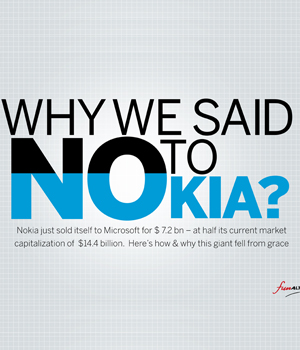 WHY WE SAID
NO TO
KIA?
Nokia just sold itself to Microsoft for $ 7.2 bn – at half its current market
capitalization of $14.4 billion. Here's how & why this giant fell from grace